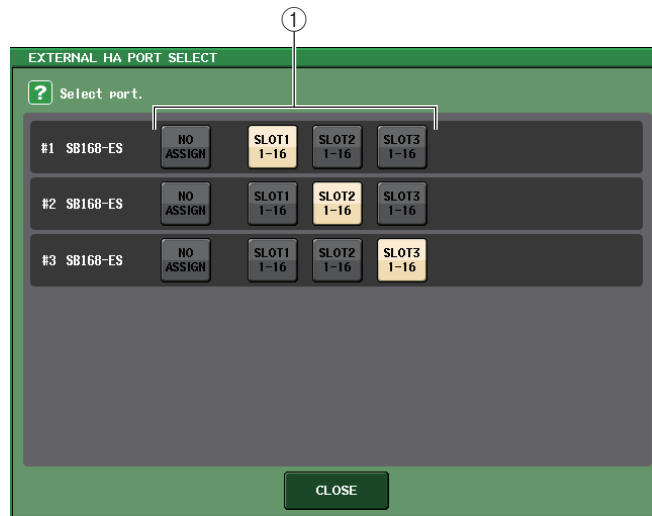 ①
EXTERNAL HA PORT SELECT
? Select port.
#1 SB168-ES NO ASSIGN SLOT1 1-16 SLOT2 1-16 SLOT3 1-16
#2 SB168-ES NO ASSIGN SLOT1 1-16 SLOT2 1-16 SLOT3 1-16
#3 SB168-ES NO ASSIGN SLOT1 1-16 SLOT2 1-16 SLOT3 1-16
CLOSE